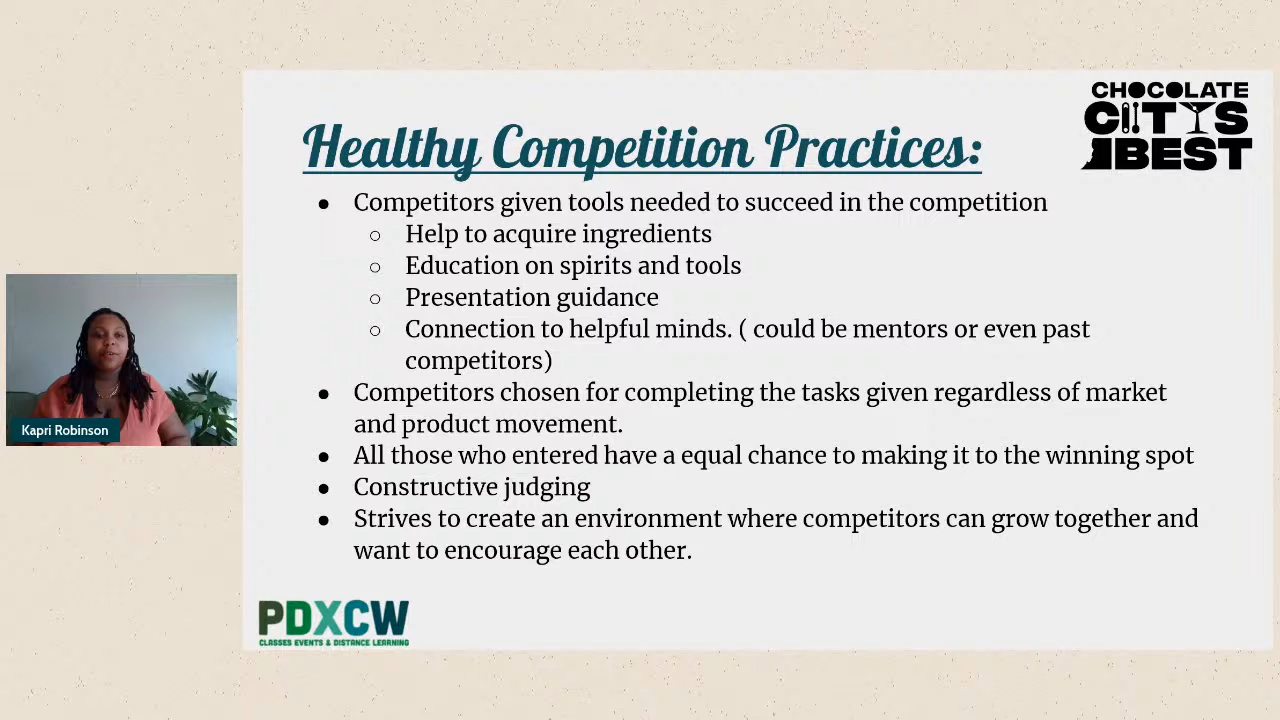 CHOCOLATE
CITY'S
BEST
Healthy Competition Practices:
● Competitors given tools needed to succeed in the competition
○ Help to acquire ingredients
○ Education on spirits and tools
○ Presentation guidance
○ Connection to helpful minds. ( could be mentors or even past
competitors)
● Competitors chosen for completing the tasks given regardless of market
and product movement.
● All those who entered have a equal chance to making it to the winning spot
● Constructive judging
● Strives to create an environment where competitors can grow together and
want to encourage each other.
Kapri Robinson
PDXCW
CLASSES EVENTS & DISTANCE LEARNING